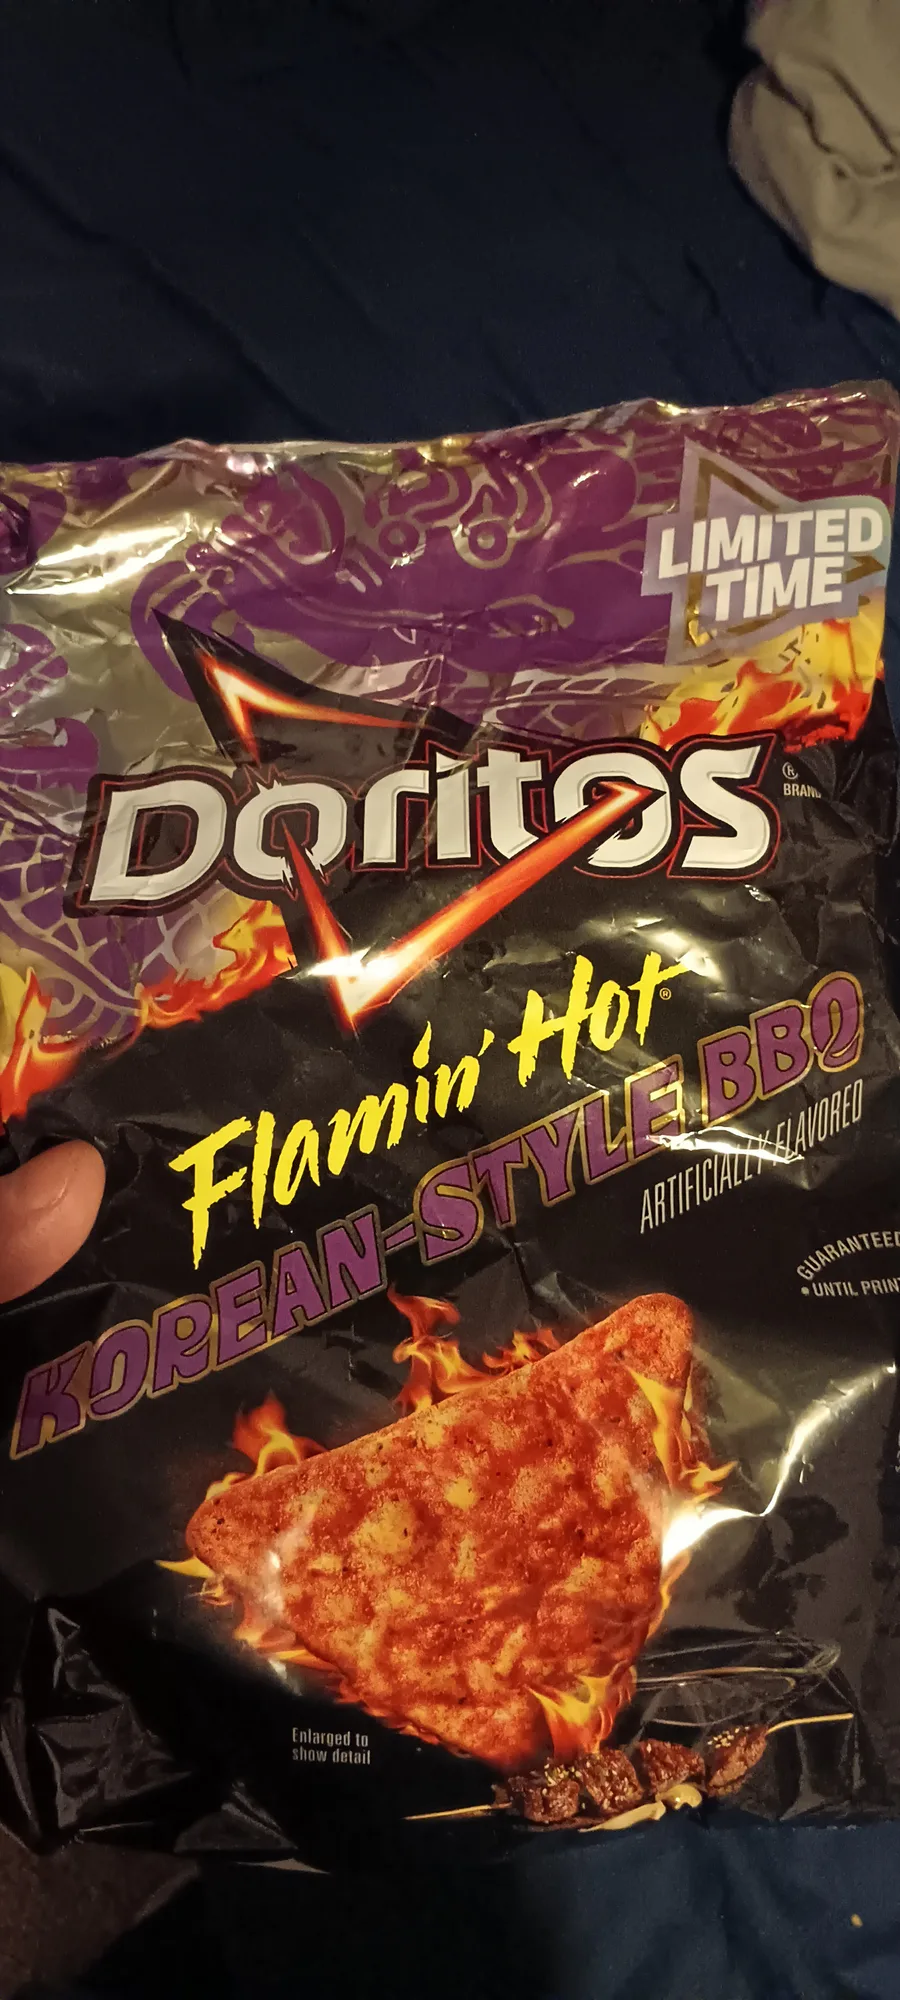 LIMITED
TIME
Doritos
®
BRAND
Flamin' Hot®
KOREAN-STYLE BBQ
ARTIFICIALLY FLAVORED
GUARANTEED
• UNTIL PRINT
Enlarged to
show detail